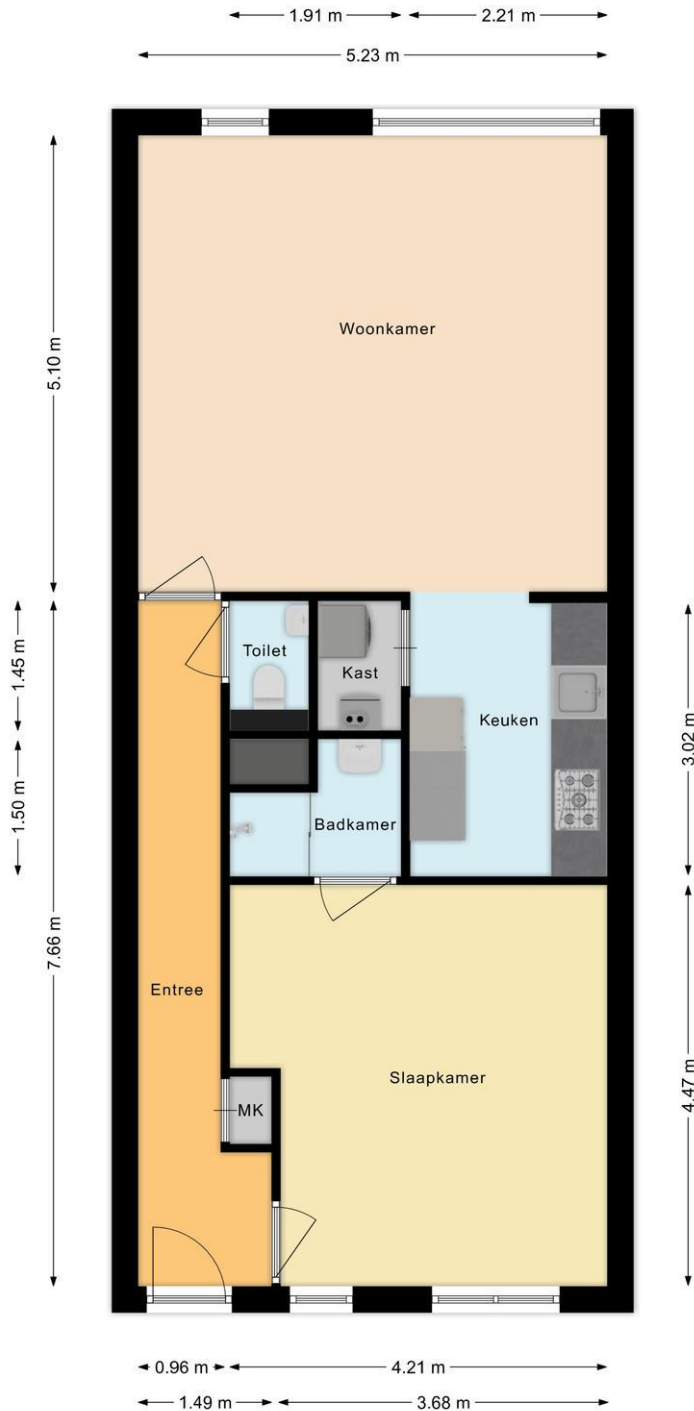 1.91 m
2.21 m
5.23 m
Woonkamer
5.10 m
1.45 m
Toilet
Kast
Keuken
3.02 m
1.50 m
Badkamer
7.66 m
Entree
Slaapkamer
4.47 m
MK
0.96 m
4.21 m
1.49 m
3.68 m